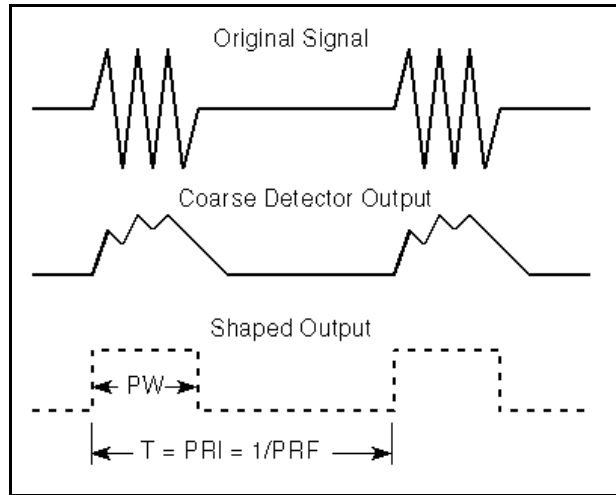 Original Signal
Coarse Detector Output
Shaped Output
PW
T = PRI = 1/PRF